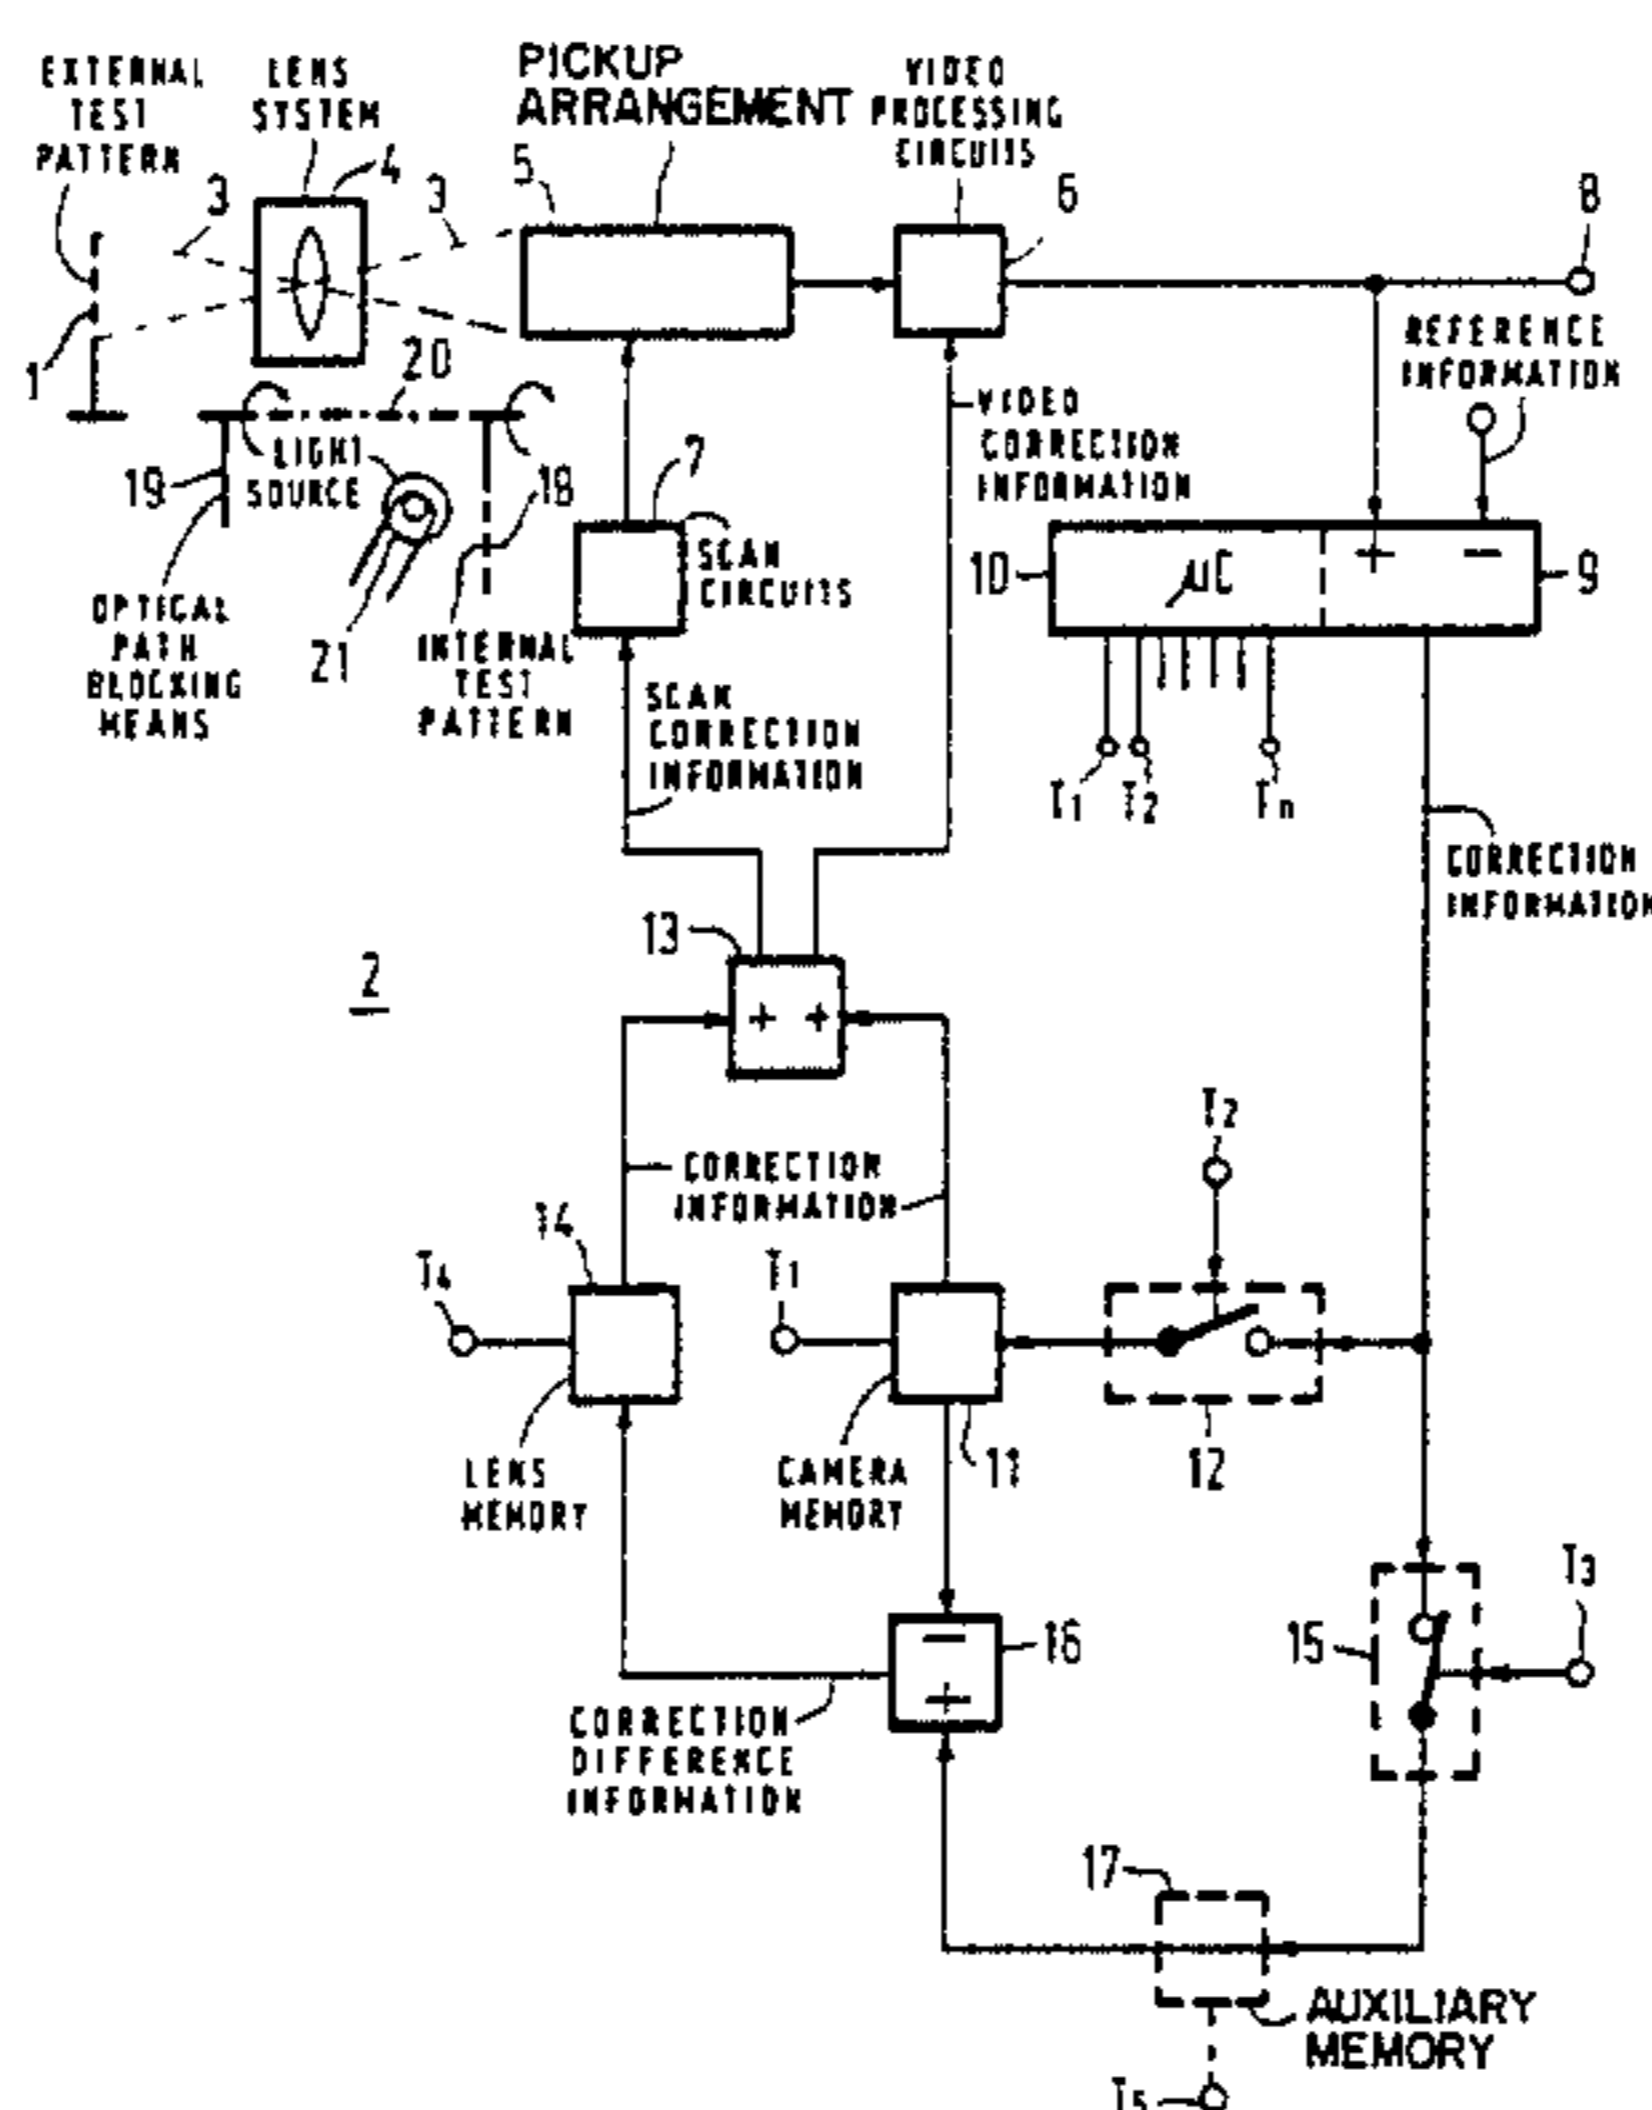 EXTERNAL
TEST
PATTERN
LENS
SYSTEM
PICKUP
ARRANGEMENT
VIDEO
PROCESSING
CIRCUITS
3
4
3
5
6
8
1
REFERENCE
INFORMATION
20
19
LIGHT
SOURCE
18
7
VIDEO
CORRECTION
INFORMATION
SCAN
CIRCUITS
10
μC
+
−
9
OPTICAL
PATH
BLOCKING
MEANS
21
INTERNAL
TEST
PATTERN
SCAN
CORRECTION
INFORMATION
T1
T2
Tn
CORRECTION
INFORMATION
13
2
+ +
T2
CORRECTION
INFORMATION
14
T4
T1
LENS
MEMORY
CAMERA
MEMORY
11
12
T3
−
+
16
15
CORRECTION
DIFFERENCE
INFORMATION
17
AUXILIARY
MEMORY
T5